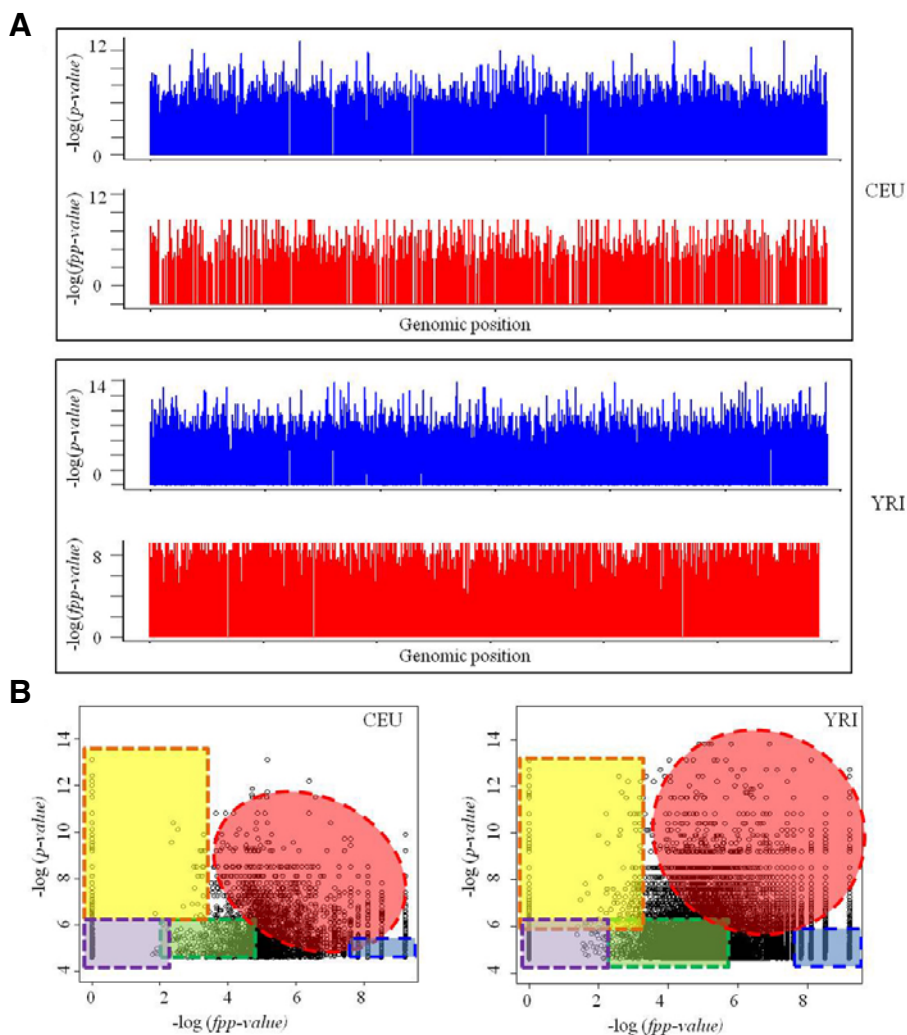 A
12
0
-log(p-value)
12
0
-log(fpp-value)
Genomic position
CEU
14
0
-log(p-value)
8
0
-log(fpp-value)
Genomic position
YRI
B
CEU
14
12
10
8
6
4
-log (p-value)
0 2 4 6 8
-log (fpp-value)
YRI
14
12
10
8
6
4
-log (p-value)
0 2 4 6 8
-log (fpp-value)